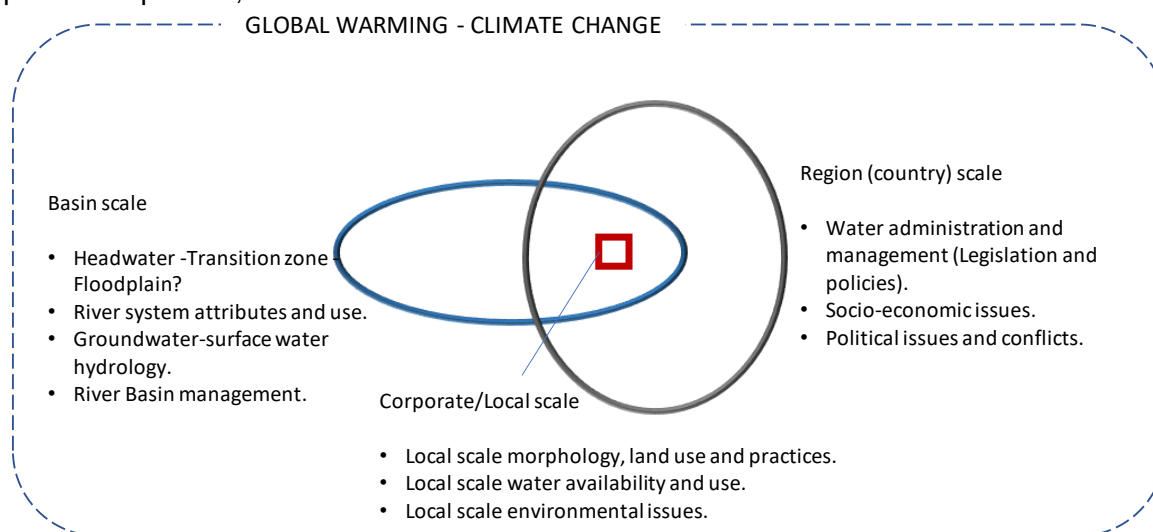 GLOBAL WARMING - CLIMATE CHANGE
Basin scale
• Headwater -Transition zone -
Floodplain?
• River system attributes and use.
• Groundwater-surface water
hydrology.
• River Basin management.
Corporate/Local scale
• Local scale morphology, land use and practices.
• Local scale water availability and use.
• Local scale environmental issues.
Region (country) scale
• Water administration and
management (Legislation and
policies).
• Socio-economic issues.
• Political issues and conflicts.